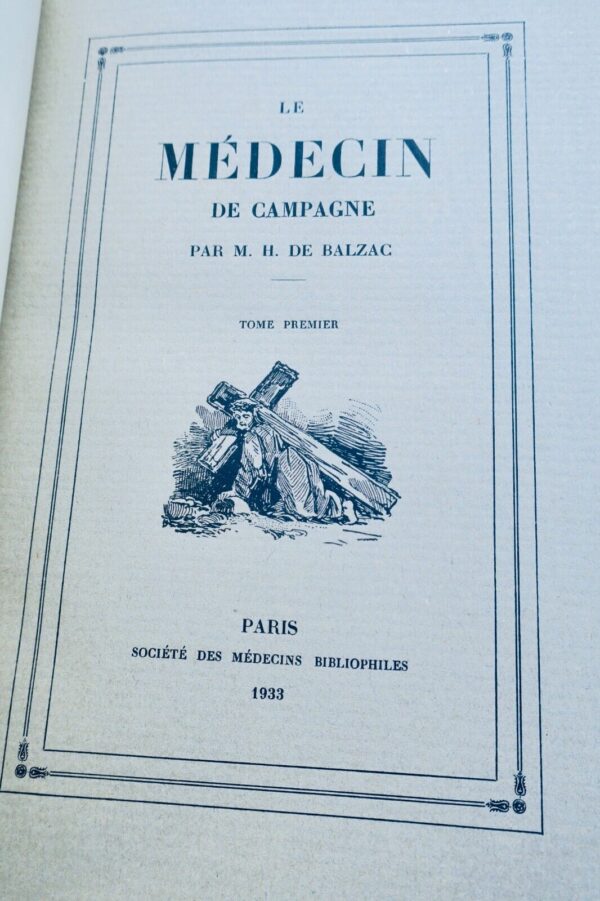 LE
MÉDECIN
DE CAMPAGNE
PAR M. H. DE BALZAC
TOME PREMIER
PARIS
SOCIÉTÉ DES MÉDECINS BIBLIOPHILES
1933